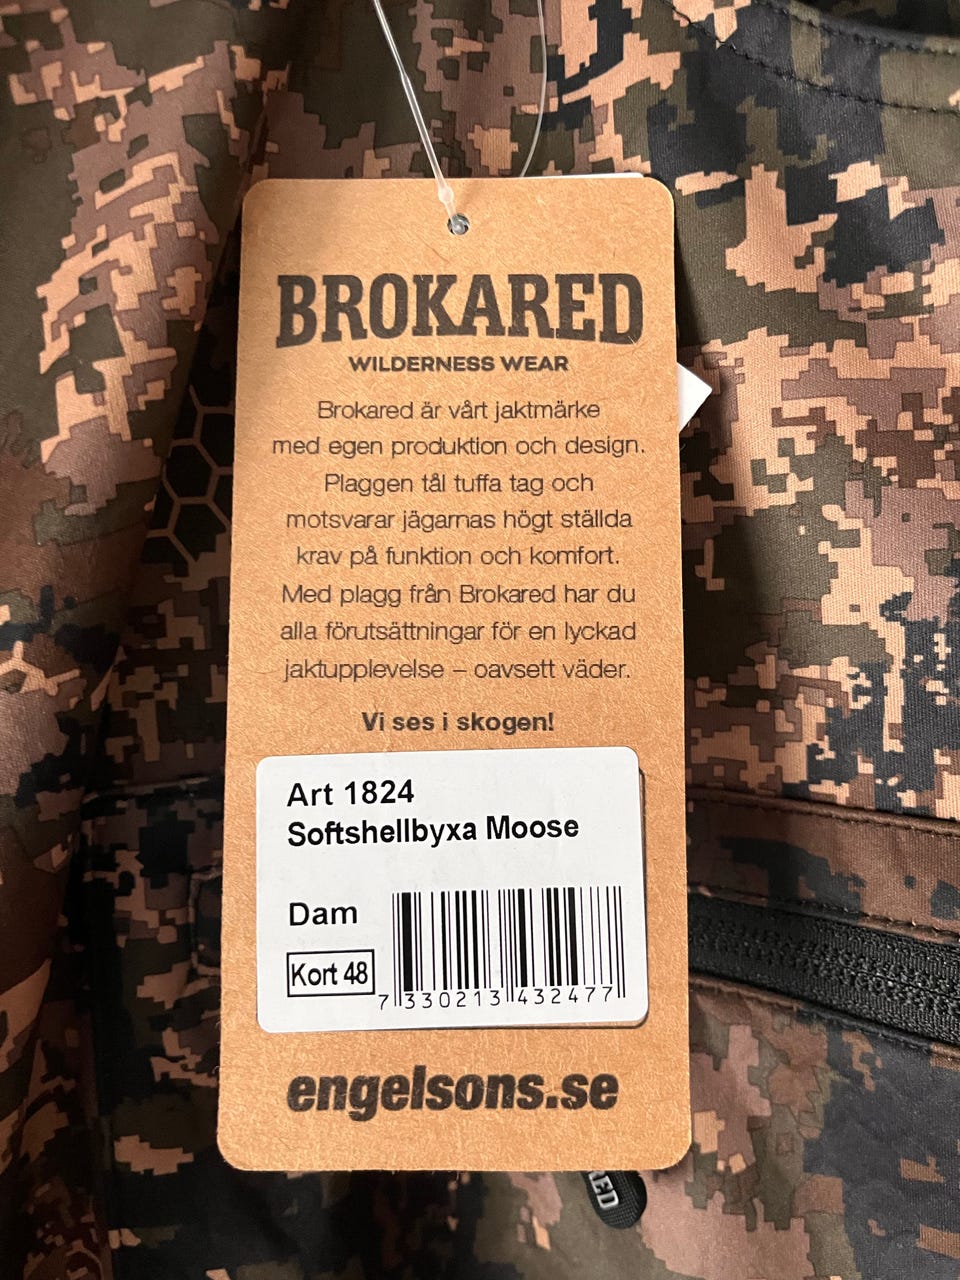 BROKARED
WILDERNESS WEAR
Brokared är vårt jaktmärke
med egen produktion och design.
Plaggen tål tuffa tag och
motsvarar jägarnas högt ställda
krav på funktion och komfort.
Med plagg från Brokared har du
alla förutsättningar för en lyckad
jaktupplevelse – oavsett väder.
Vi ses i skogen!
Art 1824
Softshellbyxa Moose
Dam
Kort 48
7 330213 432477
engelsons.se
RED